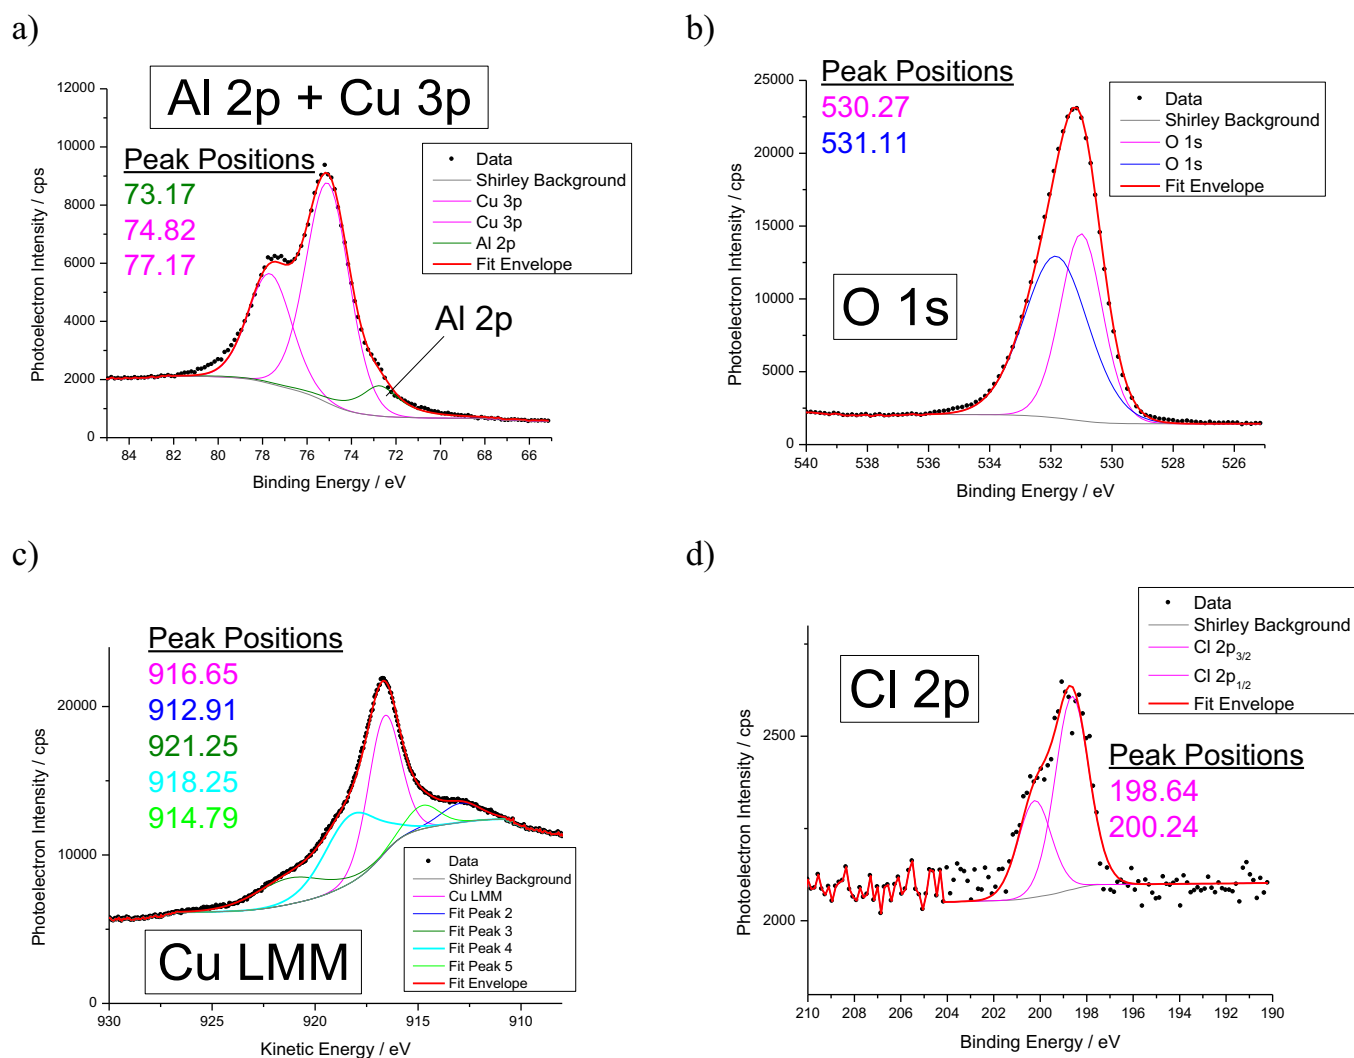 a)
Al 2p + Cu 3p
Peak Positions
73.17
74.82
77.17
Data
Shirley Background
Cu 3p
Cu 3p
Al 2p
Fit Envelope
Al 2p
Photoelectron Intensity / cps
12000
10000
8000
6000
4000
2000
0
84 82 80 78 76 74 72 70 68 66
Binding Energy / eV
b)
Peak Positions
530.27
531.11
Data
Shirley Background
O 1s
O 1s
Fit Envelope
O 1s
Photoelectron Intensity / cps
25000
20000
15000
10000
5000
0
540 538 536 534 532 530 528 526
Binding Energy / eV
c)
Peak Positions
916.65
912.91
921.25
918.25
914.79
Data
Shirley Background
Cu LMM
Fit Peak 2
Fit Peak 3
Fit Peak 4
Fit Peak 5
Fit Envelope
Cu LMM
Photoelectron Intensity / cps
20000
10000
0
930 925 920 915 910
Kinetic Energy / eV
d)
Data
Shirley Background
Cl 2p3/2
Cl 2p1/2
Fit Envelope
Cl 2p
Peak Positions
198.64
200.24
Photoelectron Intensity / cps
2500
2000
210 208 206 204 202 200 198 196 194 192 190
Binding Energy / eV